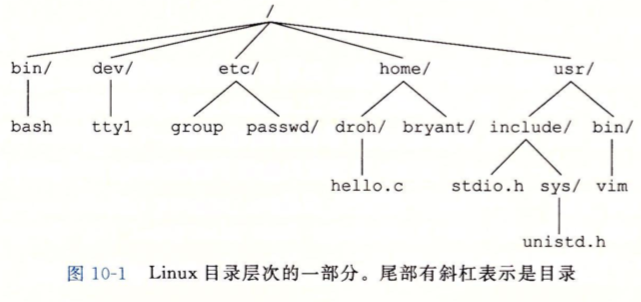 /
bin/ dev/ etc/ home/ usr/
bash tty1 group passwd/ droh/ bryant/ include/ bin/
hello.c stdio.h sys/ vim
unistd.h
图 10-1 Linux 目录层次的一部分。尾部有斜杠表示是目录